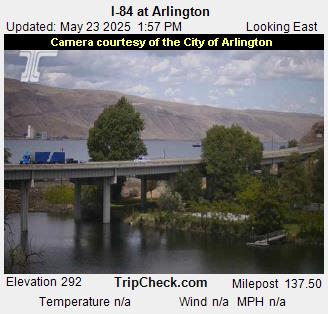 I-84 at Arlington
Updated: May 23 2025 1:57 PM Looking East
Camera courtesy of the City of Arlington
Elevation 292 TripCheck.com Milepost 137.50
Temperature n/a Wind n/a MPH n/a